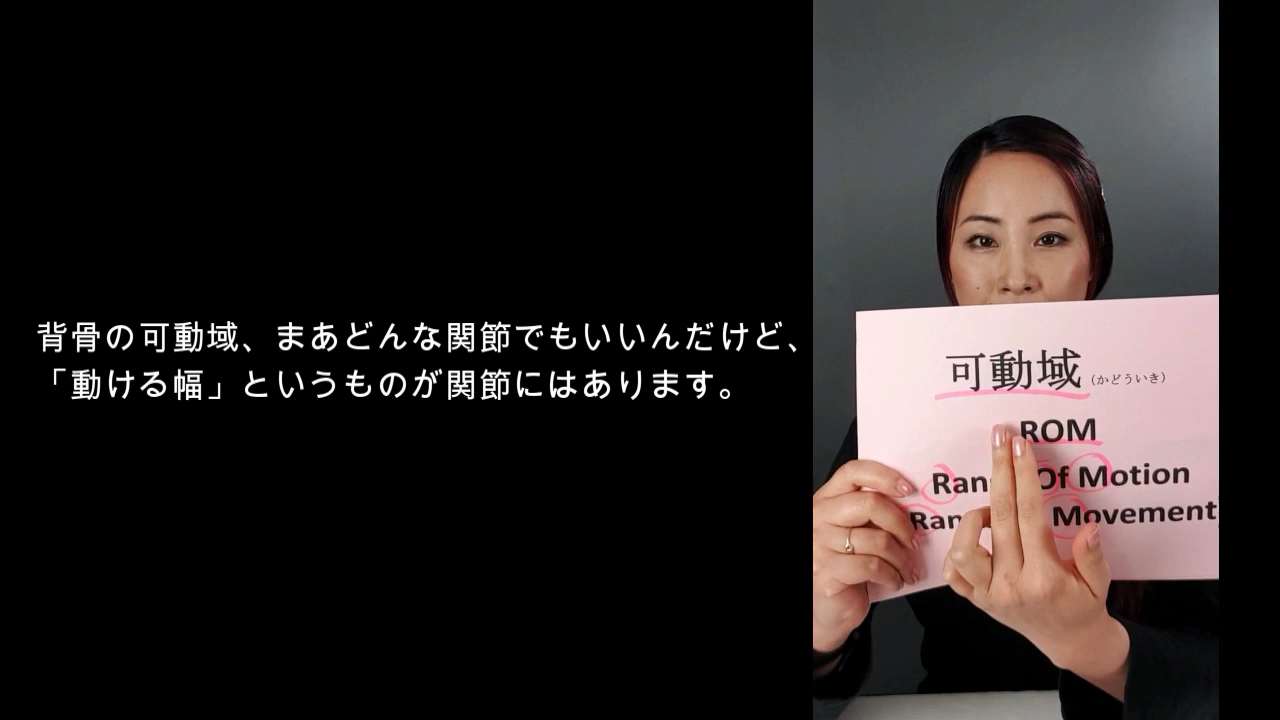 背骨の可動域、まあどんな関節でもいいんだけど、
「動ける幅」というものが関節にはあります。
可動域 (かどういき)
ROM
Of Motion
Movement